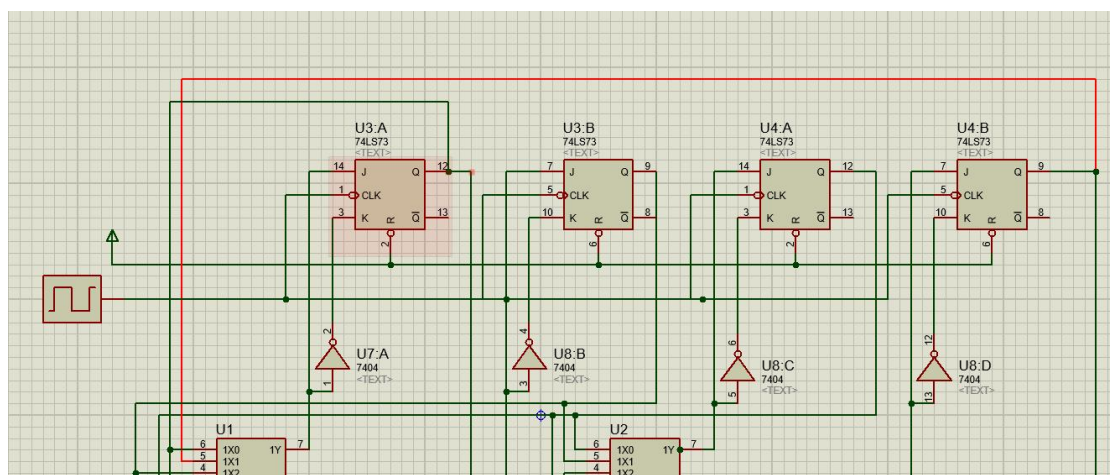 U3:A
74LS73
<TEXT>
14 J Q 12
1 CLK
3 K R Q 13
2
U3:B
74LS73
<TEXT>
7 J Q 9
5 CLK
10 K R Q 8
6
U4:A
74LS73
<TEXT>
14 J Q 12
1 CLK
3 K R Q 13
2
U4:B
74LS73
<TEXT>
7 J Q 9
5 CLK
10 K R Q 8
6
2
U7:A
7404
<TEXT>
1
4
U8:B
7404
<TEXT>
3
6
U8:C
7404
<TEXT>
5
12
U8:D
7404
<TEXT>
13
U1
6 1X0 1Y 7
5 1X1
4 1X2
U2
6 1X0 1Y 7
5 1X1
4 1X2